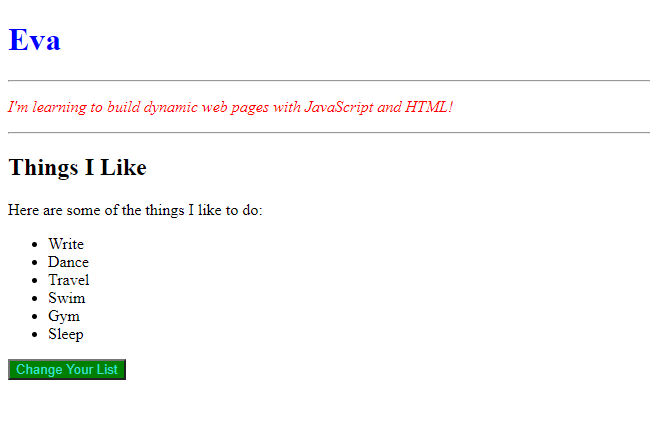 Eva
I'm learning to build dynamic web pages with JavaScript and HTML!
Things I Like
Here are some of the things I like to do:
Write
Dance
Travel
Swim
Gym
Sleep
Change Your List